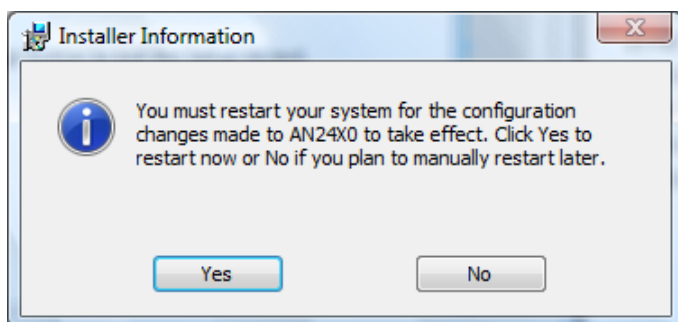 Installer Information
You must restart your system for the configuration
changes made to AN24X0 to take effect. Click Yes to
restart now or No if you plan to manually restart later.
Yes
No